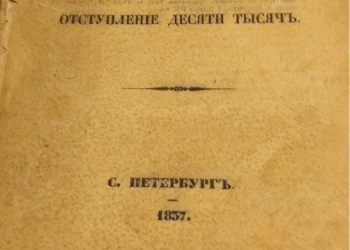 ОТСТУПЛЕНІЕ ДЕСЯТИ ТЫСЯЧЪ.
С. ПЕТЕРБУРГЪ.
1837.